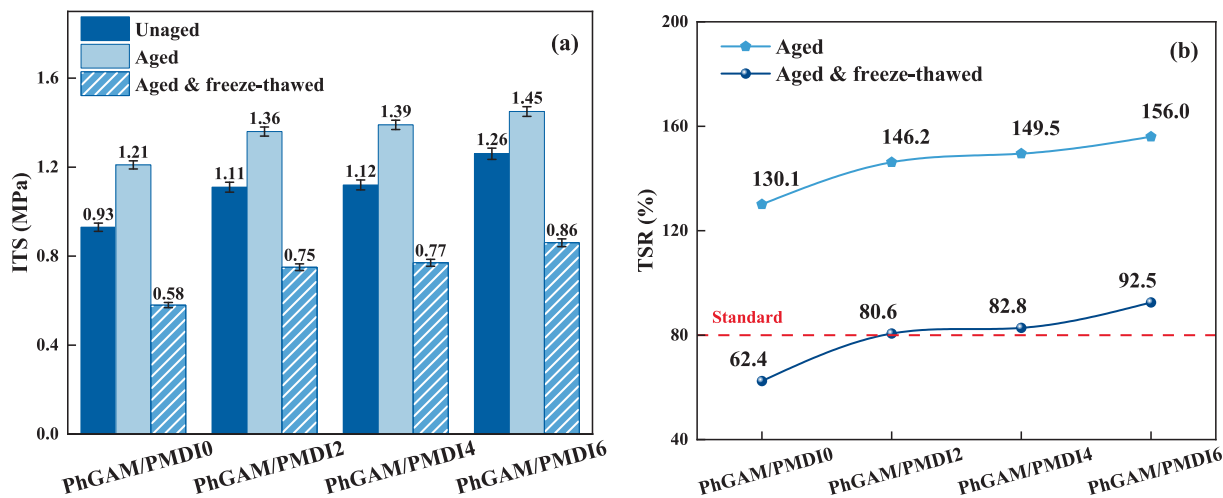 Unaged
Aged
Aged & freeze-thawed
(a)
ITS (MPa)
1.6
1.2
0.8
0.4
0.0
0.93
1.21
0.58
1.11
1.36
0.75
1.12
1.39
0.77
1.26
1.45
0.86
PhGAM/PMDI0
PhGAM/PMDI2
PhGAM/PMDI4
PhGAM/PMDI6
Aged
Aged & freeze-thawed
(b)
TSR (%)
200
160
120
80
40
130.1
146.2
149.5
156.0
Standard
62.4
80.6
82.8
92.5
PhGAM/PMDI0
PhGAM/PMDI2
PhGAM/PMDI4
PhGAM/PMDI6